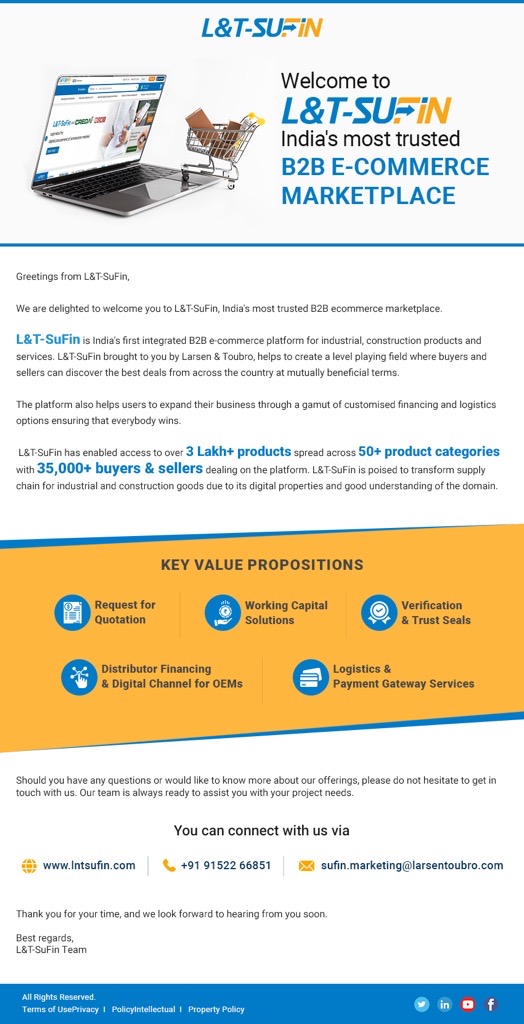 L&T-SUFiN
Welcome to
L&T-SUFiN
India's most trusted
B2B E-COMMERCE
MARKETPLACE
Greetings from L&T-SuFin,
We are delighted to welcome you to L&T-SuFin, India's most trusted B2B ecommerce marketplace.
L&T-SuFin is India's first integrated B2B e-commerce platform for industrial, construction products and
services. L&T-SuFin brought to you by Larsen & Toubro, helps to create a level playing field where buyers and
sellers can discover the best deals from across the country at mutually beneficial terms.
The platform also helps users to expand their business through a gamut of customised financing and logistics
options ensuring that everybody wins.
L&T-SuFin has enabled access to over 3 Lakh+ products spread across 50+ product categories
with 35,000+ buyers & sellers dealing on the platform. L&T-SuFin is poised to transform supply
chain for industrial and construction goods due to its digital properties and good understanding of the domain.
KEY VALUE PROPOSITIONS
Request for
Quotation
Working Capital
Solutions
Verification
& Trust Seals
Distributor Financing
& Digital Channel for OEMs
Logistics &
Payment Gateway Services
Should you have any questions or would like to know more about our offerings, please do not hesitate to get in
touch with us. Our team is always ready to assist you with your project needs.
You can connect with us via
www.lntsufin.com
+91 91522 66851
sufin.marketing@larsentoubro.com
Thank you for your time, and we look forward to hearing from you soon.
Best regards,
L&T-SuFin Team
All Rights Reserved.
Terms of UsePrivacy I PolicyIntellectual I Property Policy